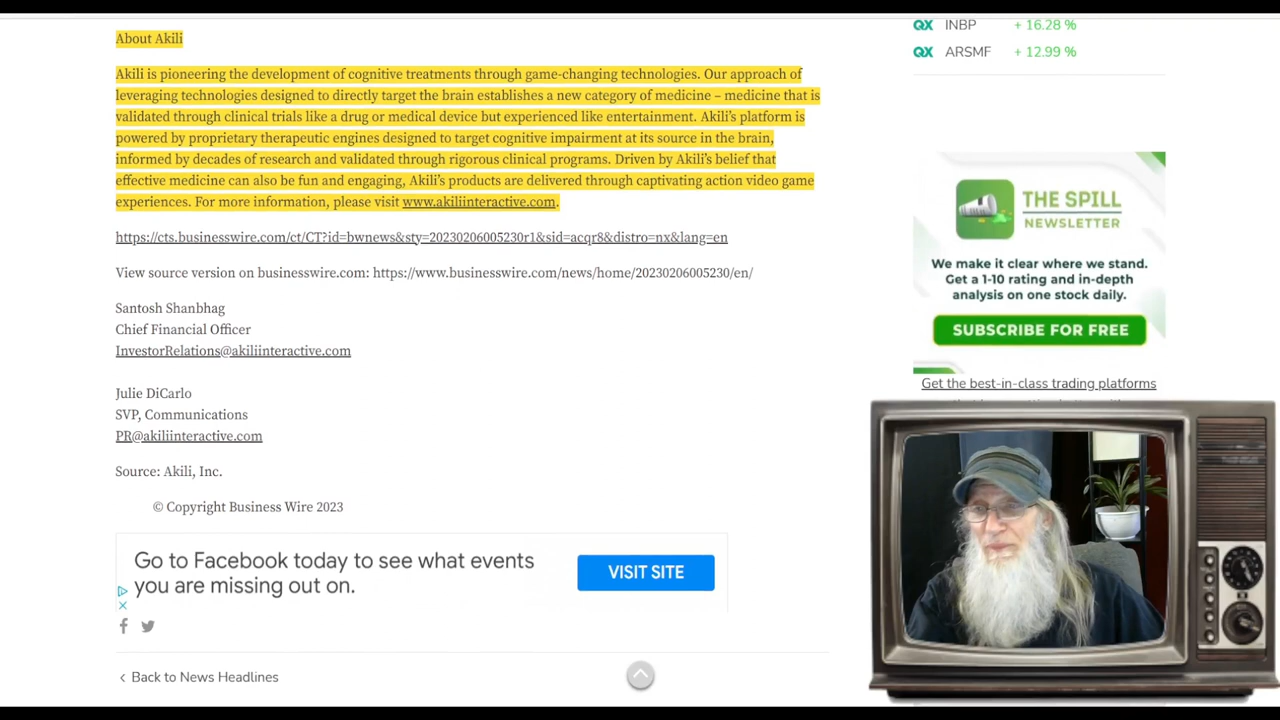 About Akili
Akili is pioneering the development of cognitive treatments through game-changing technologies. Our approach of
leveraging technologies designed to directly target the brain establishes a new category of medicine – medicine that is
validated through clinical trials like a drug or medical device but experienced like entertainment. Akili’s platform is
powered by proprietary therapeutic engines designed to target cognitive impairment at its source in the brain,
informed by decades of research and validated through rigorous clinical programs. Driven by Akili’s belief that
effective medicine can also be fun and engaging, Akili’s products are delivered through captivating action video game
experiences. For more information, please visit www.akiliinteractive.com.
https://cts.businesswire.com/ct/CT?id=bwnews&sty=20230206005230r1&sid=acqr8&distro=nx&lang=en
View source version on businesswire.com: https://www.businesswire.com/news/home/20230206005230/en/
Santosh Shanbhag
Chief Financial Officer
InvestorRelations@akiliinteractive.com
Julie DiCarlo
SVP, Communications
PR@akiliinteractive.com
Source: Akili, Inc.
© Copyright Business Wire 2023
Go to Facebook today to see what events
you are missing out on.
VISIT SITE
Back to News Headlines
QX INBP + 16.28 %
QX ARSMF + 12.99 %
THE SPILL
NEWSLETTER
We make it clear where we stand.
Get a 1-10 rating and in-depth
analysis on one stock daily.
SUBSCRIBE FOR FREE
Get the best-in-class trading platforms